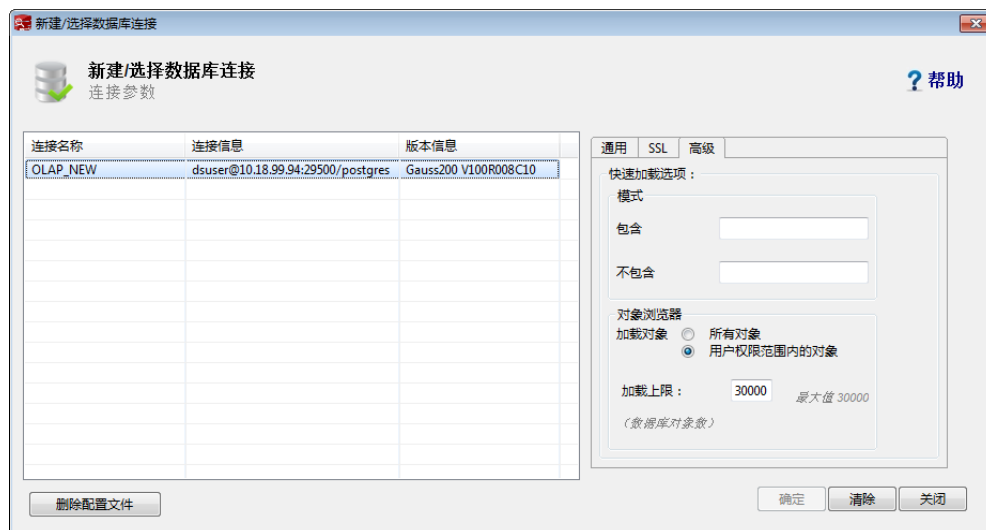 新建/选择数据库连接
新建/选择数据库连接
连接参数
?帮助
连接名称 连接信息 版本信息
OLAP_NEW dsuser@10.18.99.94:29500/postgres Gauss200 V100R008C10
通用 SSL 高级
快速加载选项：
模式
包含
不包含
对象浏览器
加载对象 所有对象
用户权限范围内的对象
加载上限： 30000 最大值 30000
（数据库对象数）
删除配置文件 确定 清除 关闭